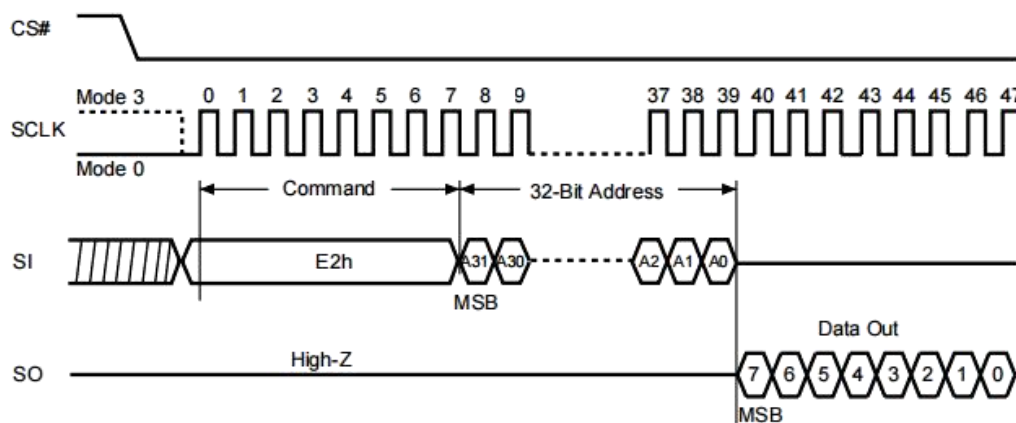 CS#
Mode 3
0 1 2 3 4 5 6 7 8 9 37 38 39 40 41 42 43 44 45 46 47
SCLK
Mode 0
Command 32-Bit Address
SI E2h A31 A30 A2 A1 A0
MSB
Data Out
High-Z
SO 7 6 5 4 3 2 1 0
MSB